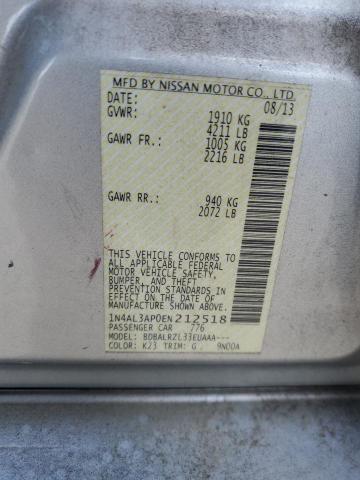 MFD BY NISSAN MOTOR CO., LTD.
DATE: 08/13
GVWR: 1910 KG
4211 LB
GAWR FR.: 1005 KG
2216 LB
GAWR RR.: 940 KG
2072 LB
THIS VEHICLE CONFORMS TO
ALL APPLICABLE FEDERAL
MOTOR VEHICLE SAFETY,
BUMPER, AND THEFT
PREVENTION STANDARDS IN
EFFECT ON THE DATE OF
MANUFACTURE SHOWN ABOVE.
1N4AL3AP0EN212518
PASSENGER CAR 776
MODEL: BDBALRZL33EUAAA---
COLOR: K23 TRIM: G 9N00A